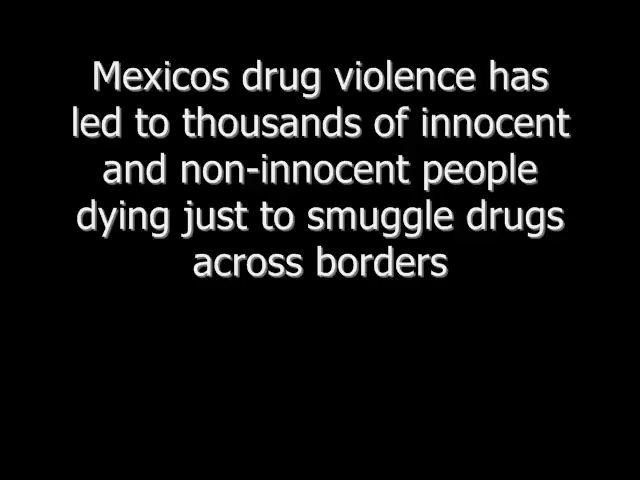 Mexicos drug violence has
led to thousands of innocent
and non-innocent people
dying just to smuggle drugs
across borders